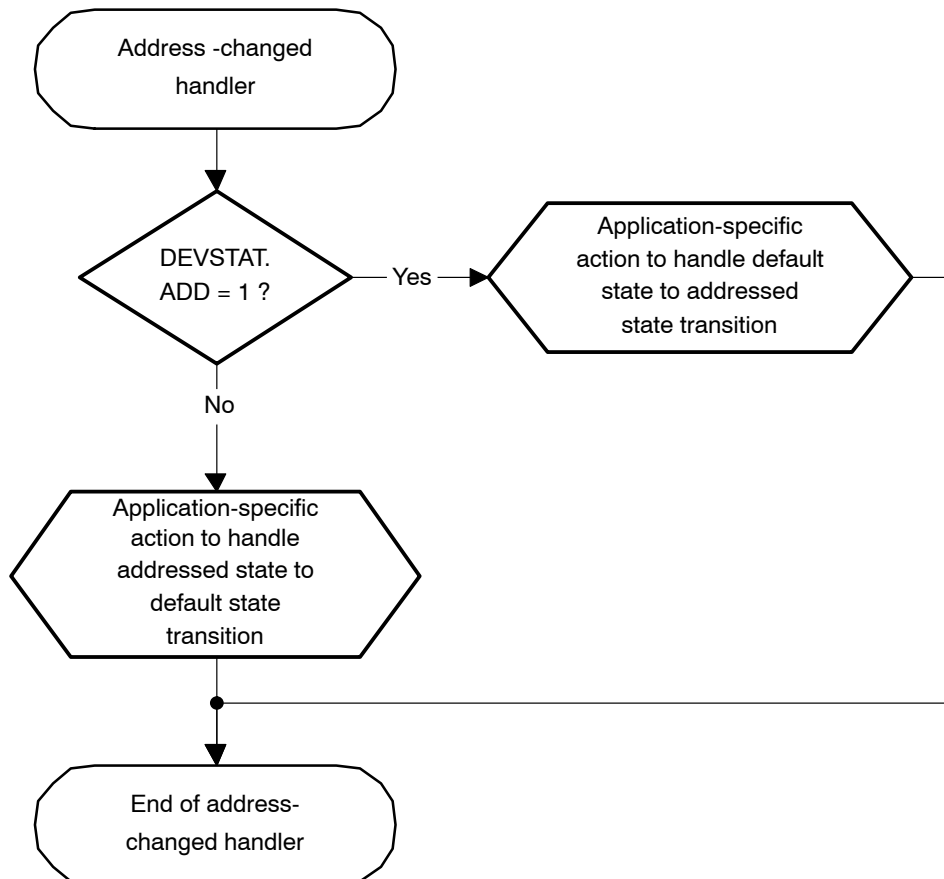 Address -changed
handler
DEVSTAT.
ADD = 1 ?
Yes
Application-specific
action to handle default
state to addressed
state transition
No
Application-specific
action to handle
addressed state to
default state
transition
End of address-
changed handler